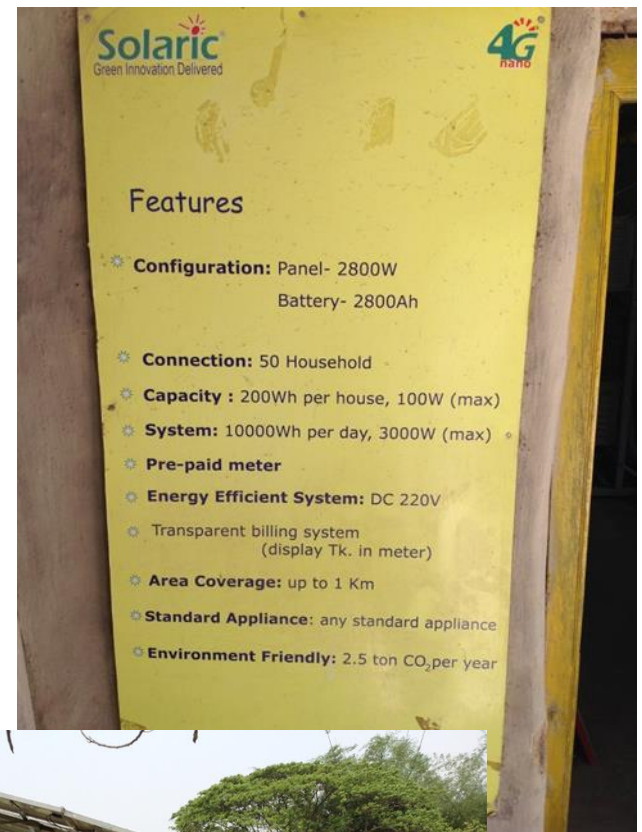 Solaric®
Green Innovation Delivered
4G
nano
Features
Configuration: Panel- 2800W
Battery- 2800Ah
Connection: 50 Household
Capacity : 200Wh per house, 100W (max)
System: 10000Wh per day, 3000W (max)
Pre-paid meter
Energy Efficient System: DC 220V
Transparent billing system
(display Tk. in meter)
Area Coverage: up to 1 Km
Standard Appliance: any standard appliance
Environment Friendly: 2.5 ton CO₂per year